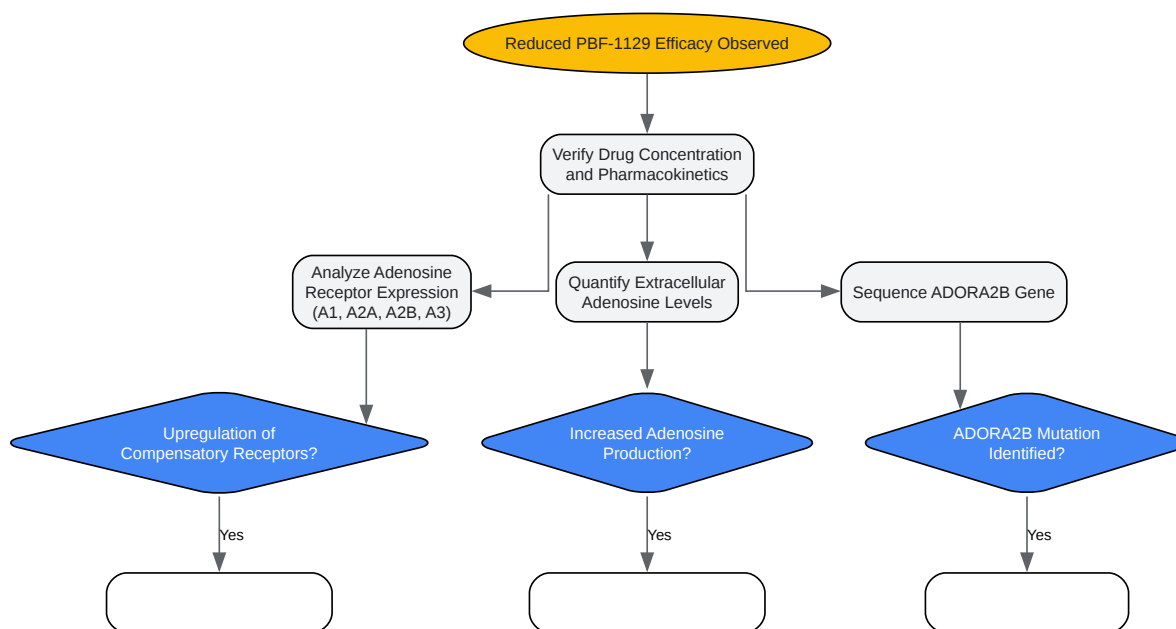 Reduced PBF-1129 Efficacy Observed
Verify Drug Concentration
and Pharmacokinetics
Analyze Adenosine
Receptor Expression
(A1, A2A, A2B, A3)
Quantify Extracellular
Adenosine Levels
Sequence ADORA2B Gene
Upregulation of
Compensatory Receptors?
Increased Adenosine
Production?
ADORA2B Mutation
Identified?
Yes
Yes
Yes